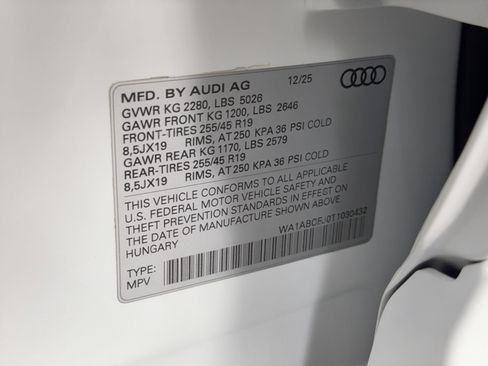 MFD. BY AUDI AG 12/25
GVWR KG 2280, LBS 5026
GAWR FRONT KG 1200, LBS 2646
FRONT-TIRES 255/45 R19
8,5JX19 RIMS, AT 250 KPA 36 PSI COLD
GAWR REAR KG 1170, LBS 2579
REAR-TIRES 255/45 R19
8,5JX19 RIMS, AT 250 KPA 36 PSI COLD
THIS VEHICLE CONFORMS TO ALL APPLICABLE
U.S. FEDERAL MOTOR VEHICLE SAFETY AND
THEFT PREVENTION STANDARDS IN EFFECT ON
THE DATE OF MANUFACTURE SHOWN ABOVE
HUNGARY
TYPE:
MPV